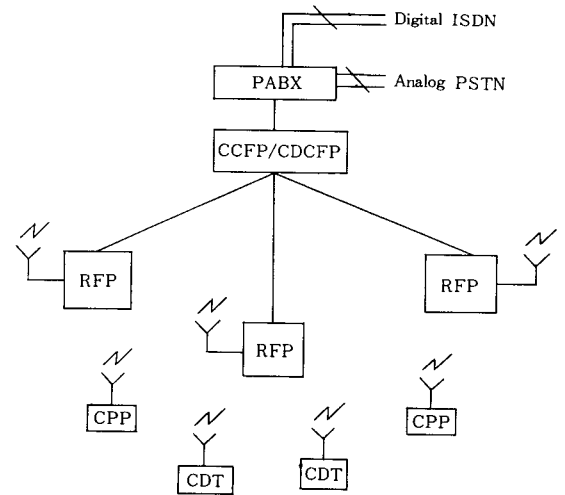 Digital ISDN
PABX
Analog PSTN
CCFP/CDCFP
RFP
RFP
RFP
CPP
CPP
CDT
CDT